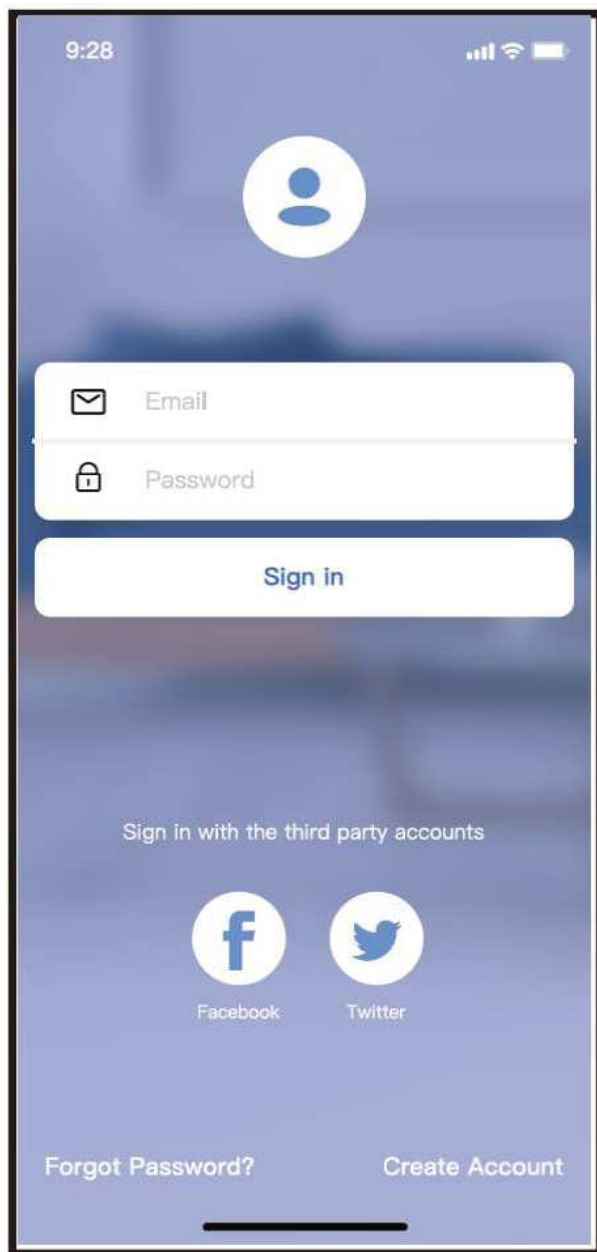 9:28
Email
Password
Sign in
Sign in with the third party accounts
Facebook Twitter
Forgot Password? Create Account